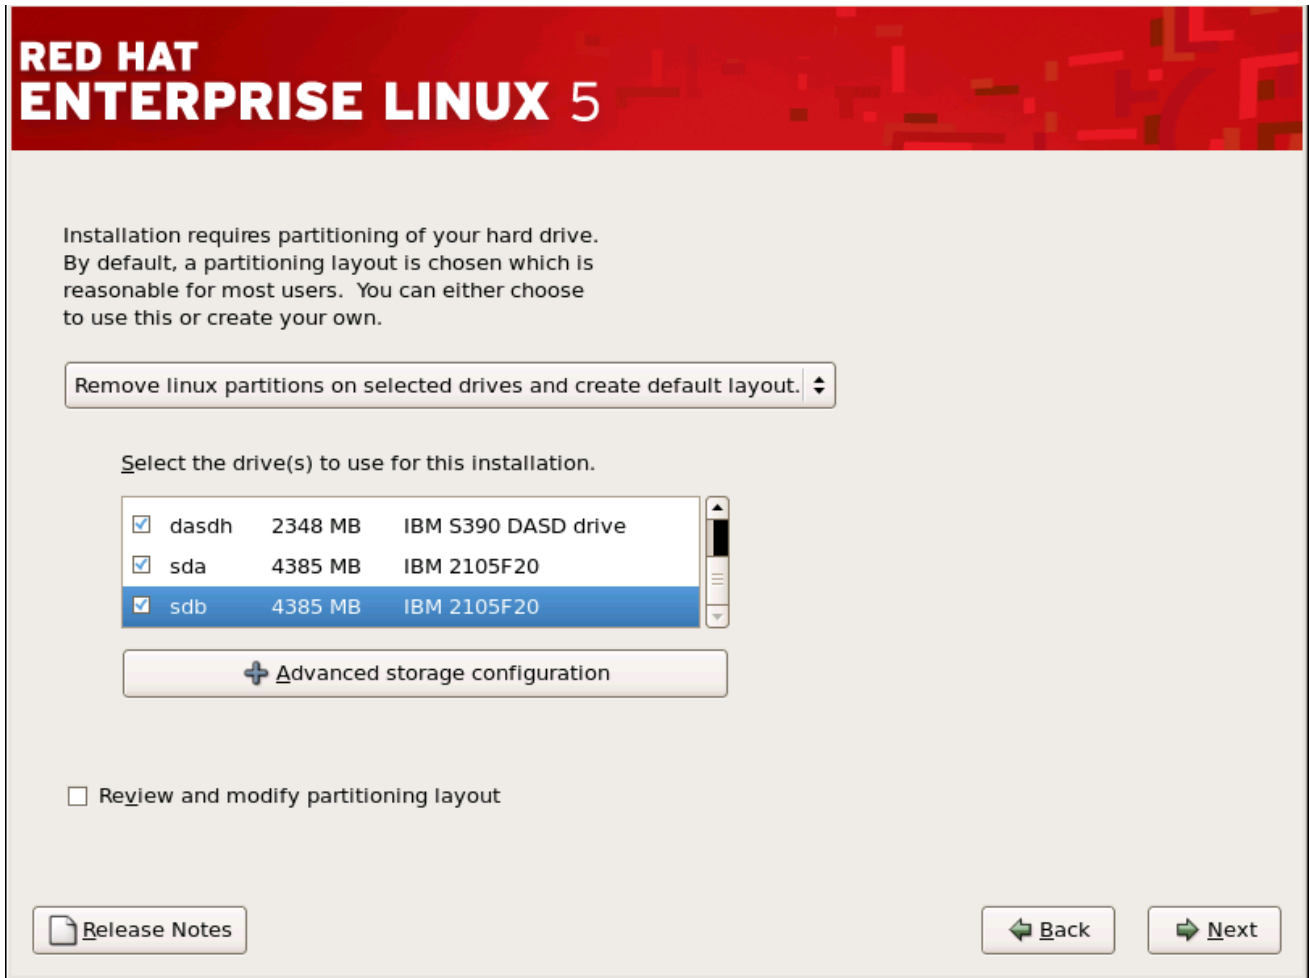 RED HAT
ENTERPRISE LINUX 5
Installation requires partitioning of your hard drive.
By default, a partitioning layout is chosen which is
reasonable for most users.  You can either choose
to use this or create your own.
Remove linux partitions on selected drives and create default layout.
Select the drive(s) to use for this installation.
dasdh 2348 MB IBM S390 DASD drive
sda 4385 MB IBM 2105F20
sdb 4385 MB IBM 2105F20
Advanced storage configuration
Review and modify partitioning layout
Release Notes Back Next